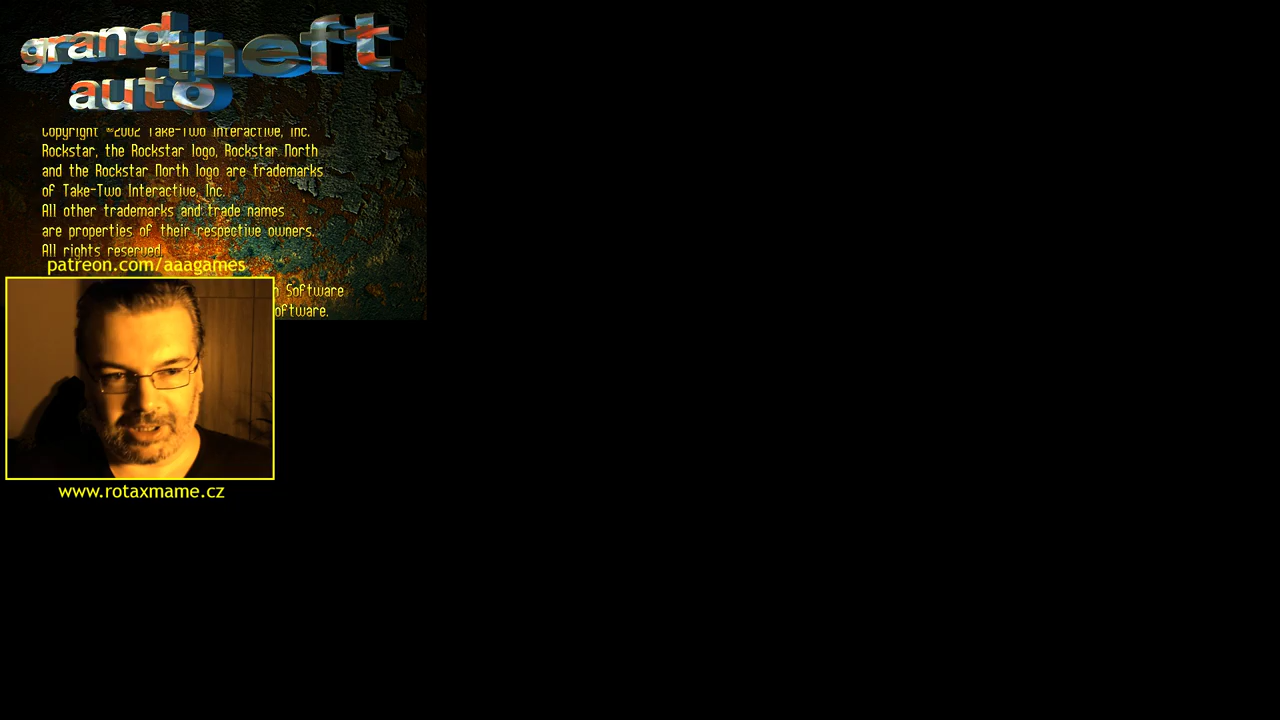 grand theft
auto
Copyright ©2002 Take-Two Interactive, Inc.
Rockstar, the Rockstar logo, Rockstar North
and the Rockstar North logo are trademarks
of Take-Two Interactive, Inc.
All other trademarks and trade names
are properties of their respective owners.
All rights reserved.
patreon.com/aaagames
Software
oftware.
www.rotaxmame.cz